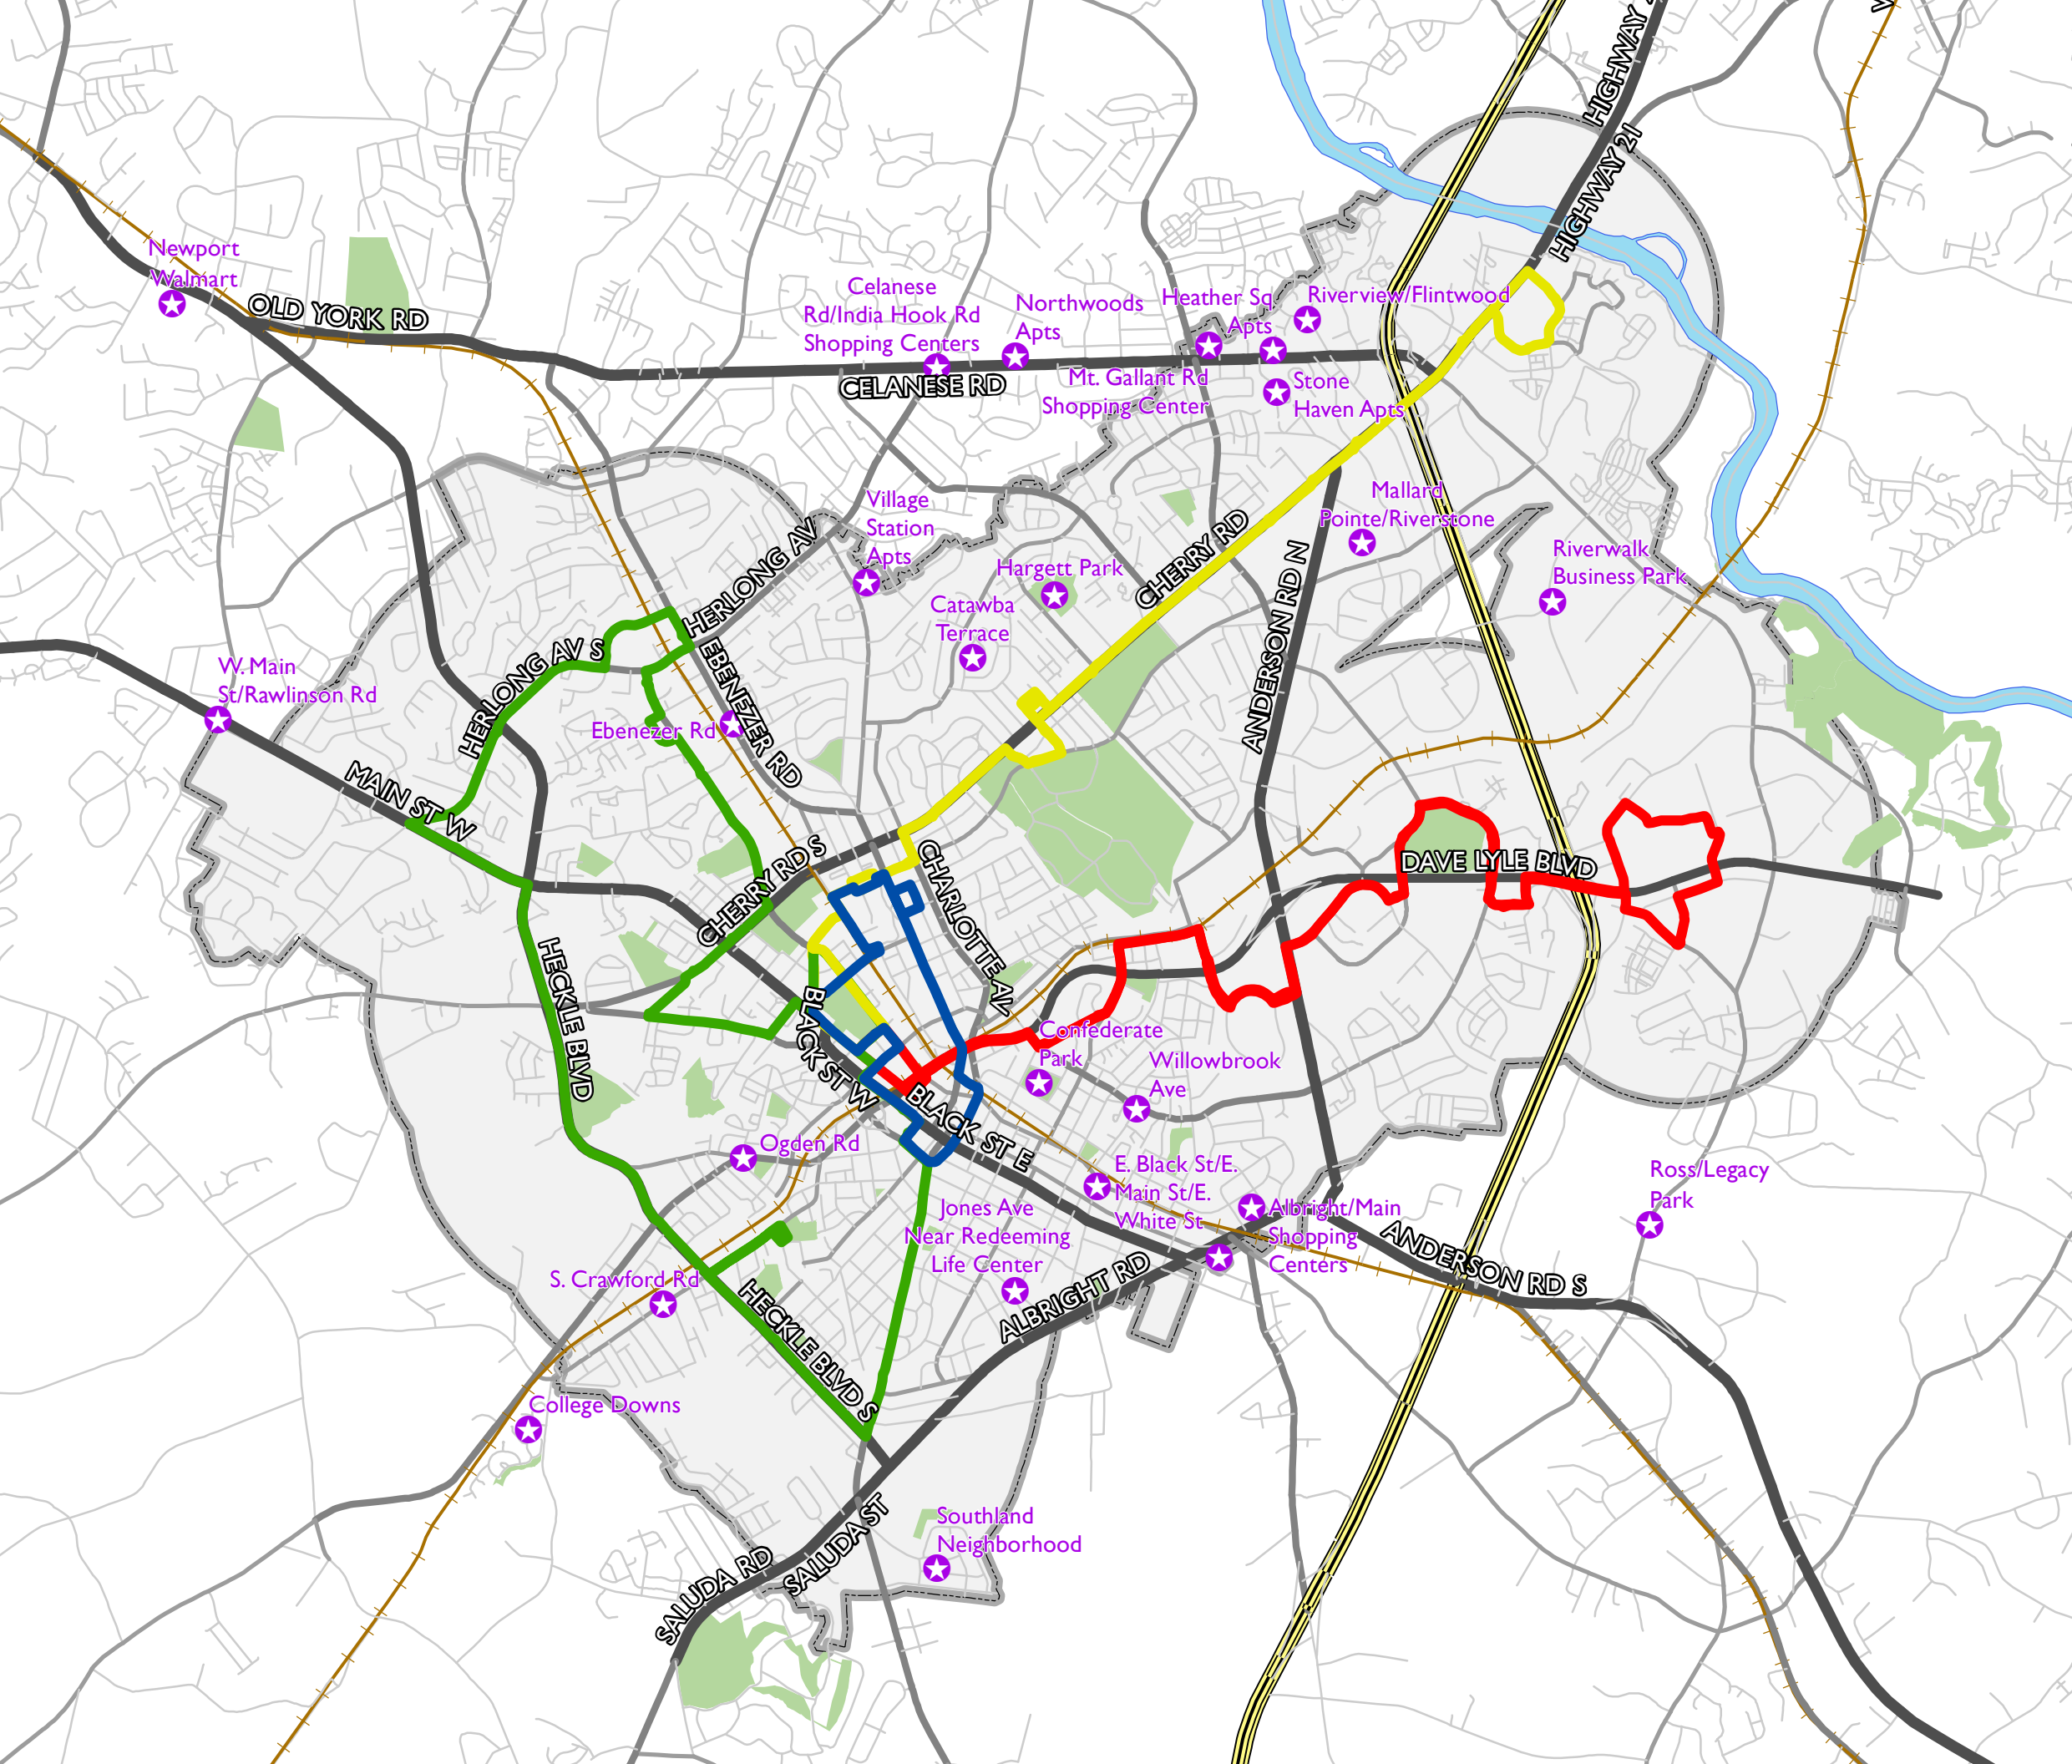 HIGHWAY
HIGHWAY 21
Newport
Walmart
OLD YORK RD
Celanese
Rd/India Hook Rd
Shopping Centers
Northwoods
Apts
Heather Sq
Apts
Riverview/Flintwood
CELANESE RD
Mt. Gallant Rd
Shopping Center
Stone
Haven Apts
Village
Station
Apts
HERLONG AV
Hargett Park
CHERRY RD
Mallard
Pointe/Riverstone
ANDERSON RD N
Riverwalk
Business Park
Catawba
Terrace
HERLONG AV S
EBENEZER RD
Ebenezer Rd
W. Main
St/Rawlinson Rd
MAIN ST W
CHERRY RD S
CHARLOTTE AV
DAVE LYLE BLVD
HECKLE BLVD
BLACK ST W
Confederate
Park
Willowbrook
Ave
BLACK ST E
Ogden Rd
E. Black St/E.
Main St/E.
White St
Jones Ave
Near Redeeming
Life Center
Albright/Main
Shopping
Centers
Ross/Legacy
Park
ANDERSON RD S
S. Crawford Rd
HECKLE BLVD S
ALBRIGHT RD
College Downs
Southland
Neighborhood
SALUDA ST
SALUDA RD